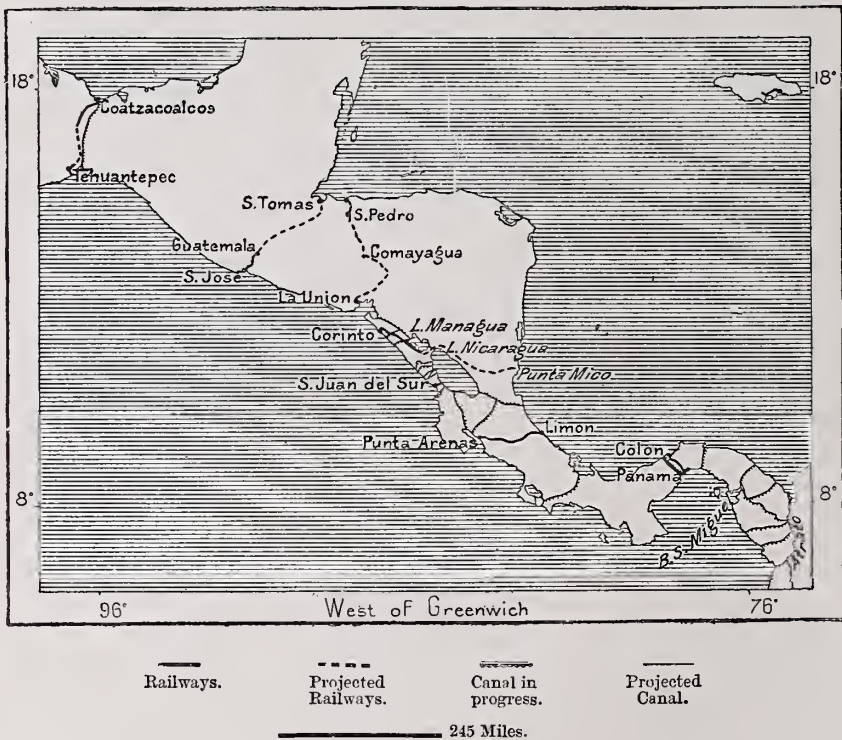 18°
18°
Coatzacoalcos
Tehuantepec
S. Tomas
S. Pedro
Guatemala
Comayagua
S. José
La Union
L. Managua
Corinto
L. Nicaragua
Punta Mico
S. Juan del Sur
Limon
Punta-Arenas
Colon
Panama
8°
8°
B. S. Miguel
Atrato
96°
West of Greenwich
76°
Railways.
Projected
Railways.
Canal in
progress.
Projected
Canal.
245 Miles.